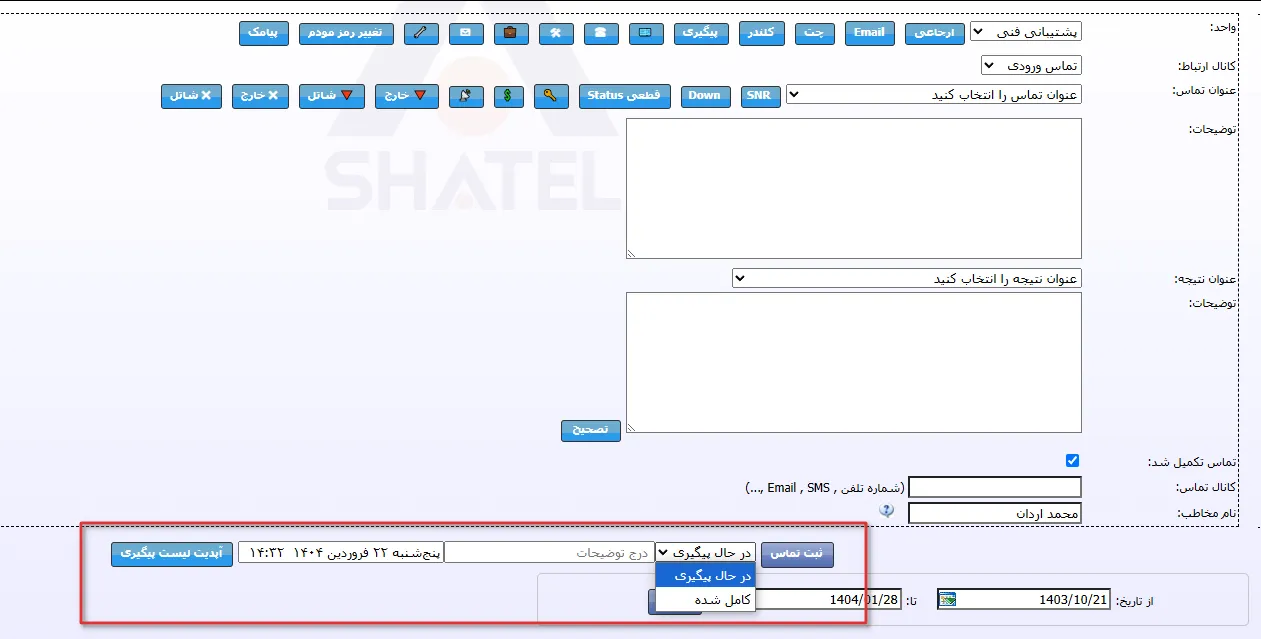 واحد: پشتیبانی فنی ارجاعی Email چت کلندر پیگیری تغییر رمز مودم پیامک
کانال ارتباط: تماس ورودی
عنوان تماس: عنوان تماس را انتخاب کنید SNR Down قطعی Status خارج شاتل خارج شاتل
توضیحات:
SHATEL
عنوان نتیجه: عنوان نتیجه را انتخاب کنید
توضیحات:
تصحیح
تماس تکمیل شد:
کانال تماس: (شماره تلفن , Email , SMS ,...)
نام مخاطب: محمد اردان
ثبت تماس در حال پیگیری درج توضیحات پنج‌شنبه ۲۲ فروردین ۱۴۰۴ ۱۴:۳۲ آپدیت لیست پیگیری
در حال پیگیری
کامل شده
از تاریخ: 1403/10/21 تا: 1404/01/28